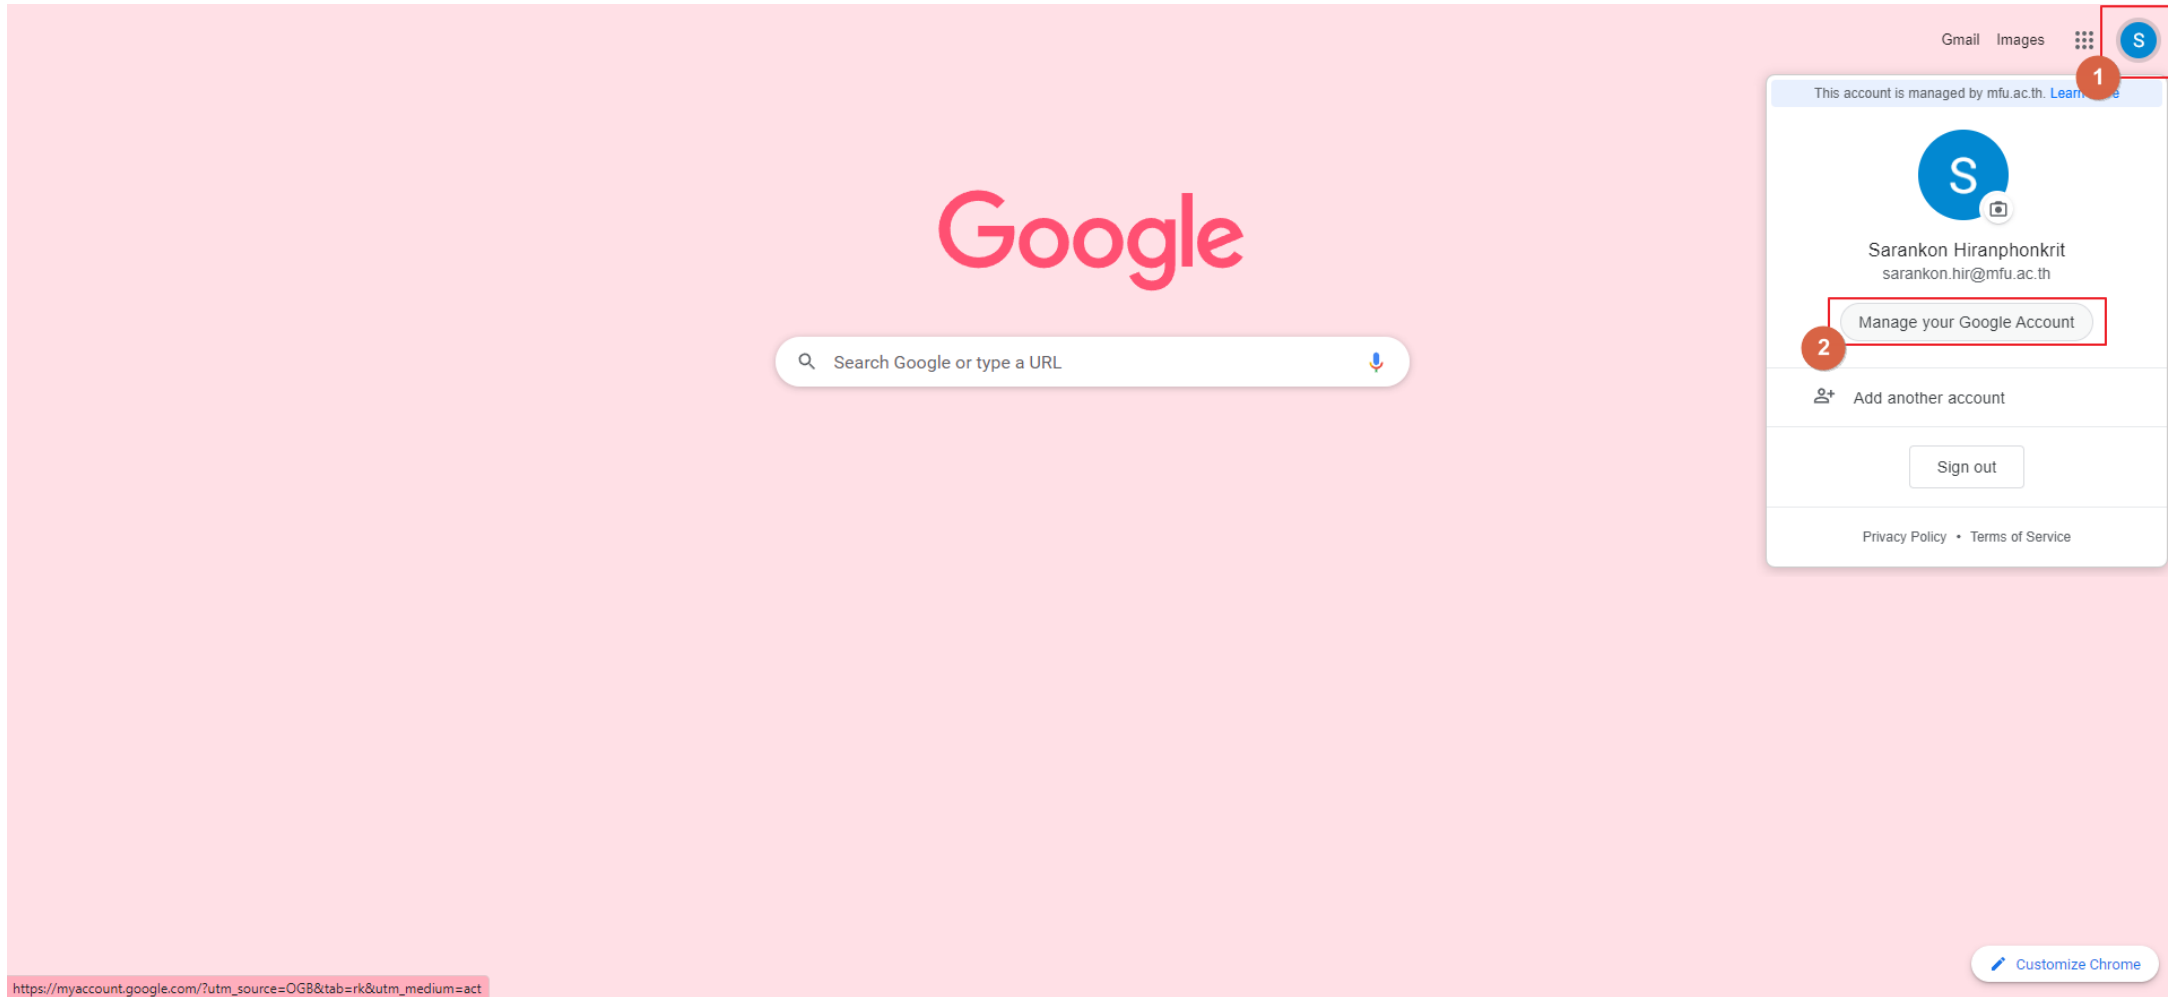 Gmail Images
S
1
This account is managed by mfu.ac.th. Learn
S
Google
Sarankon Hiranphonkrit
sarankon.hir@mfu.ac.th
Manage your Google Account
2
Search Google or type a URL
Add another account
Sign out
Privacy Policy • Terms of Service
Customize Chrome
https://myaccount.google.com/?utm_source=OGB&tab=rk&utm_medium=act